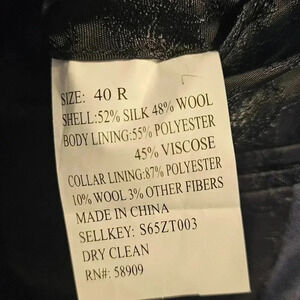 SIZE: 40 R
SHELL:52% SILK 48% WOOL
BODY LINING:55% POLYESTER
45% VISCOSE
COLLAR LINING:87% POLYESTER
10% WOOL 3% OTHER FIBERS
MADE IN CHINA
SELLKEY: S65ZT003
DRY CLEAN
RN#: 58909